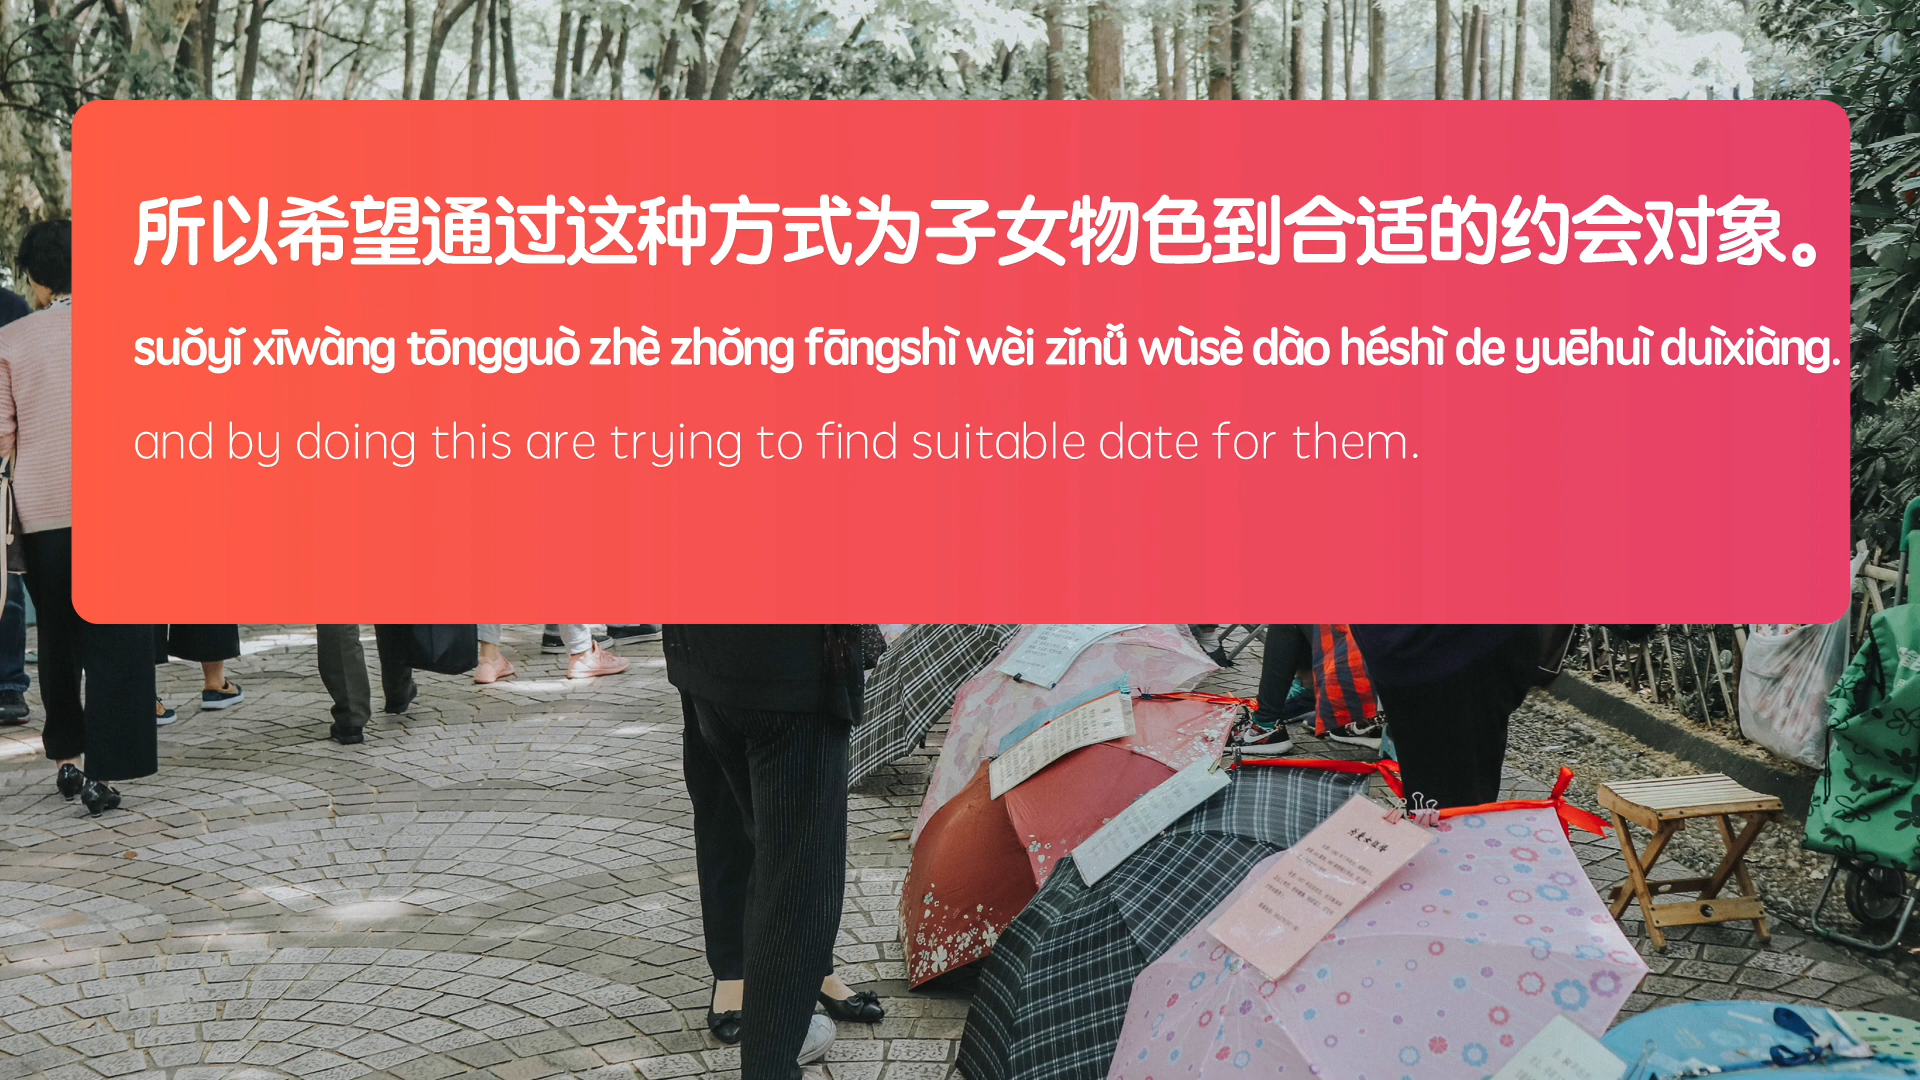 所以希望通过这种方式为子女物色到合适的约会对象。
suǒyǐ xīwàng tōngguò zhè zhǒng fāngshì wèi zǐnǚ wùsè dào héshì de yuēhuì duìxiàng.
and by doing this are trying to find suitable date for them.